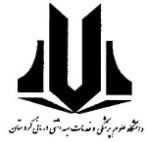 دانشگاه علوم پزشکی و خدمات بهداشتی درمانی کردستان